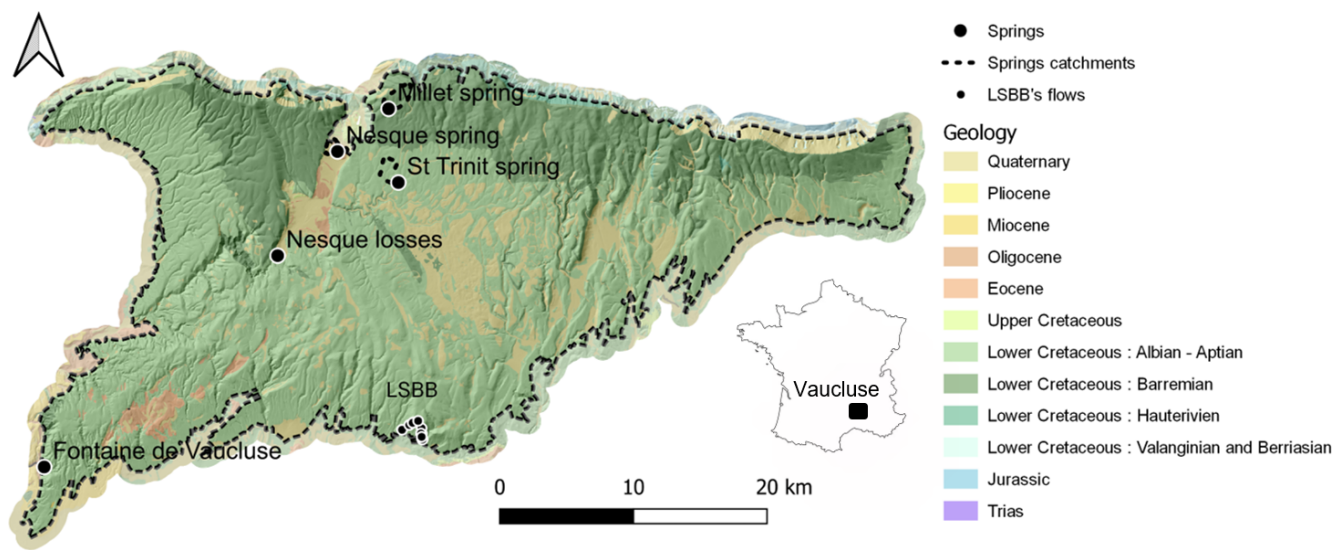 Millet spring
Nesque spring
St Trinit spring
Nesque losses
LSBB
Fontaine de Vaucluse
0 10 20 km
Vaucluse
Springs
Springs catchments
LSBB's flows
Geology
Quaternary
Pliocene
Miocene
Oligocene
Eocene
Upper Cretaceous
Lower Cretaceous : Albian - Aptian
Lower Cretaceous : Barremian
Lower Cretaceous : Hauterivien
Lower Cretaceous : Valanginian and Berriasian
Jurassic
Trias